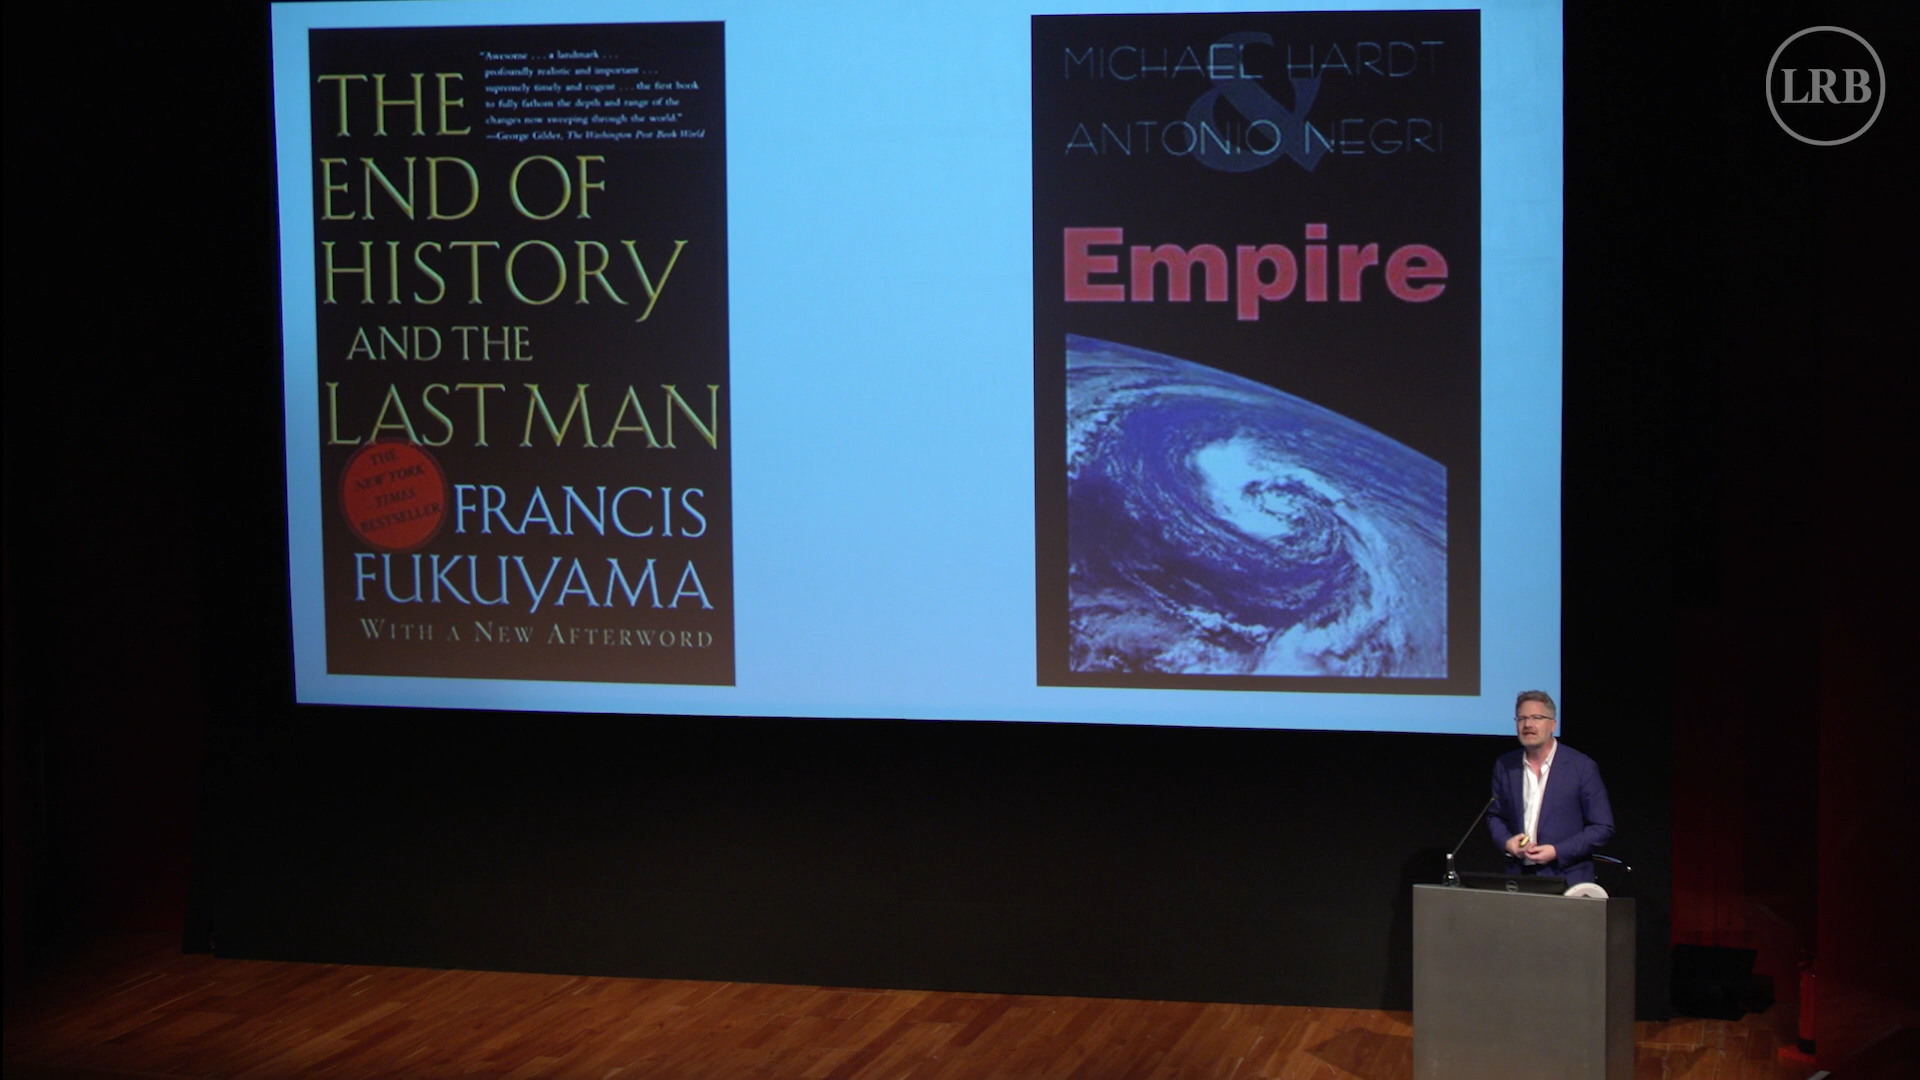 "Awesome . . . a landmark . . .
profoundly realistic and important . . .
supremely timely and cogent . . . the first book
to fully fathom the depth and range of the
changes now sweeping through the world."
—George Gilder, The Washington Post Book World
THE
END OF
HISTORY
AND THE
LAST MAN
THE
NEW YORK
TIMES
BESTSELLER
FRANCIS
FUKUYAMA
WITH A NEW AFTERWORD
MICHAEL HARDT
&
ANTONIO NEGRI
Empire
LRB